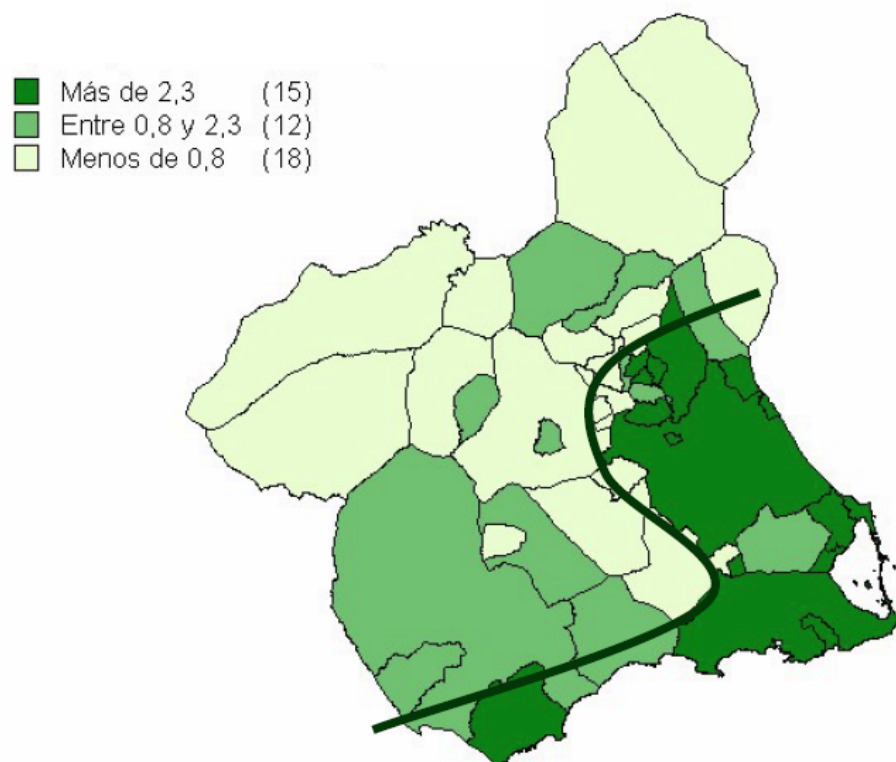 Más de 2,3 (15)
Entre 0,8 y 2,3 (12)
Menos de 0,8 (18)